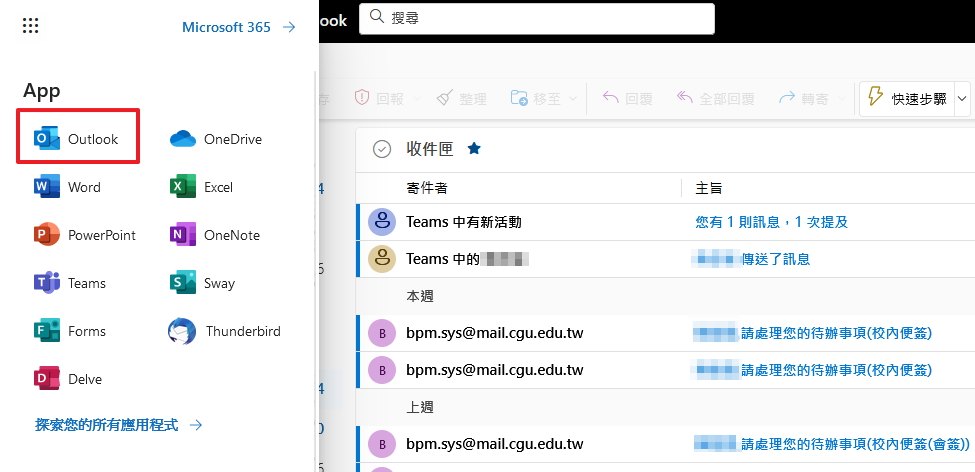 Microsoft 365 →
App
Outlook
OneDrive
Word
Excel
PowerPoint
OneNote
Teams
Sway
Forms
Thunderbird
Delve
探索您的所有應用程式 →
ook
搜尋
存 回報 整理 移至 回覆 全部回覆 轉寄 快速步驟
收件匣
寄件者 主旨
Teams 中有新活動 您有 1 則訊息，1 次提及
Teams 中的 傳送了訊息
本週
B bpm.sys@mail.cgu.edu.tw 請處理您的待辦事項(校內便簽)
B bpm.sys@mail.cgu.edu.tw 請處理您的待辦事項(校內便簽)
上週
B bpm.sys@mail.cgu.edu.tw 請處理您的待辦事項(校內便簽(會簽))